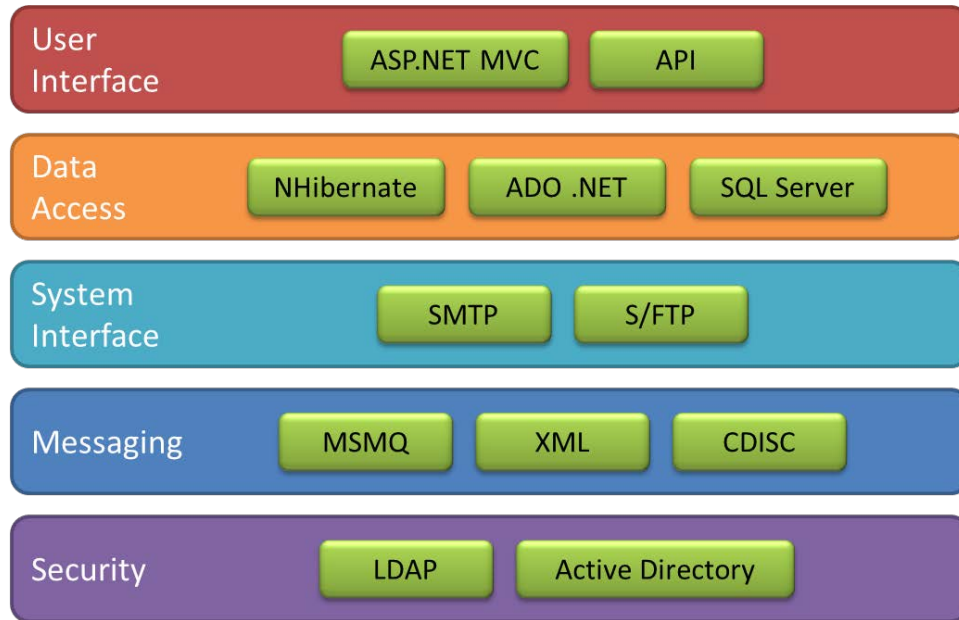 User
Interface
ASP.NET MVC
API
Data
Access
NHibernate
ADO .NET
SQL Server
System
Interface
SMTP
S/FTP
Messaging
MSMQ
XML
CDISC
Security
LDAP
Active Directory